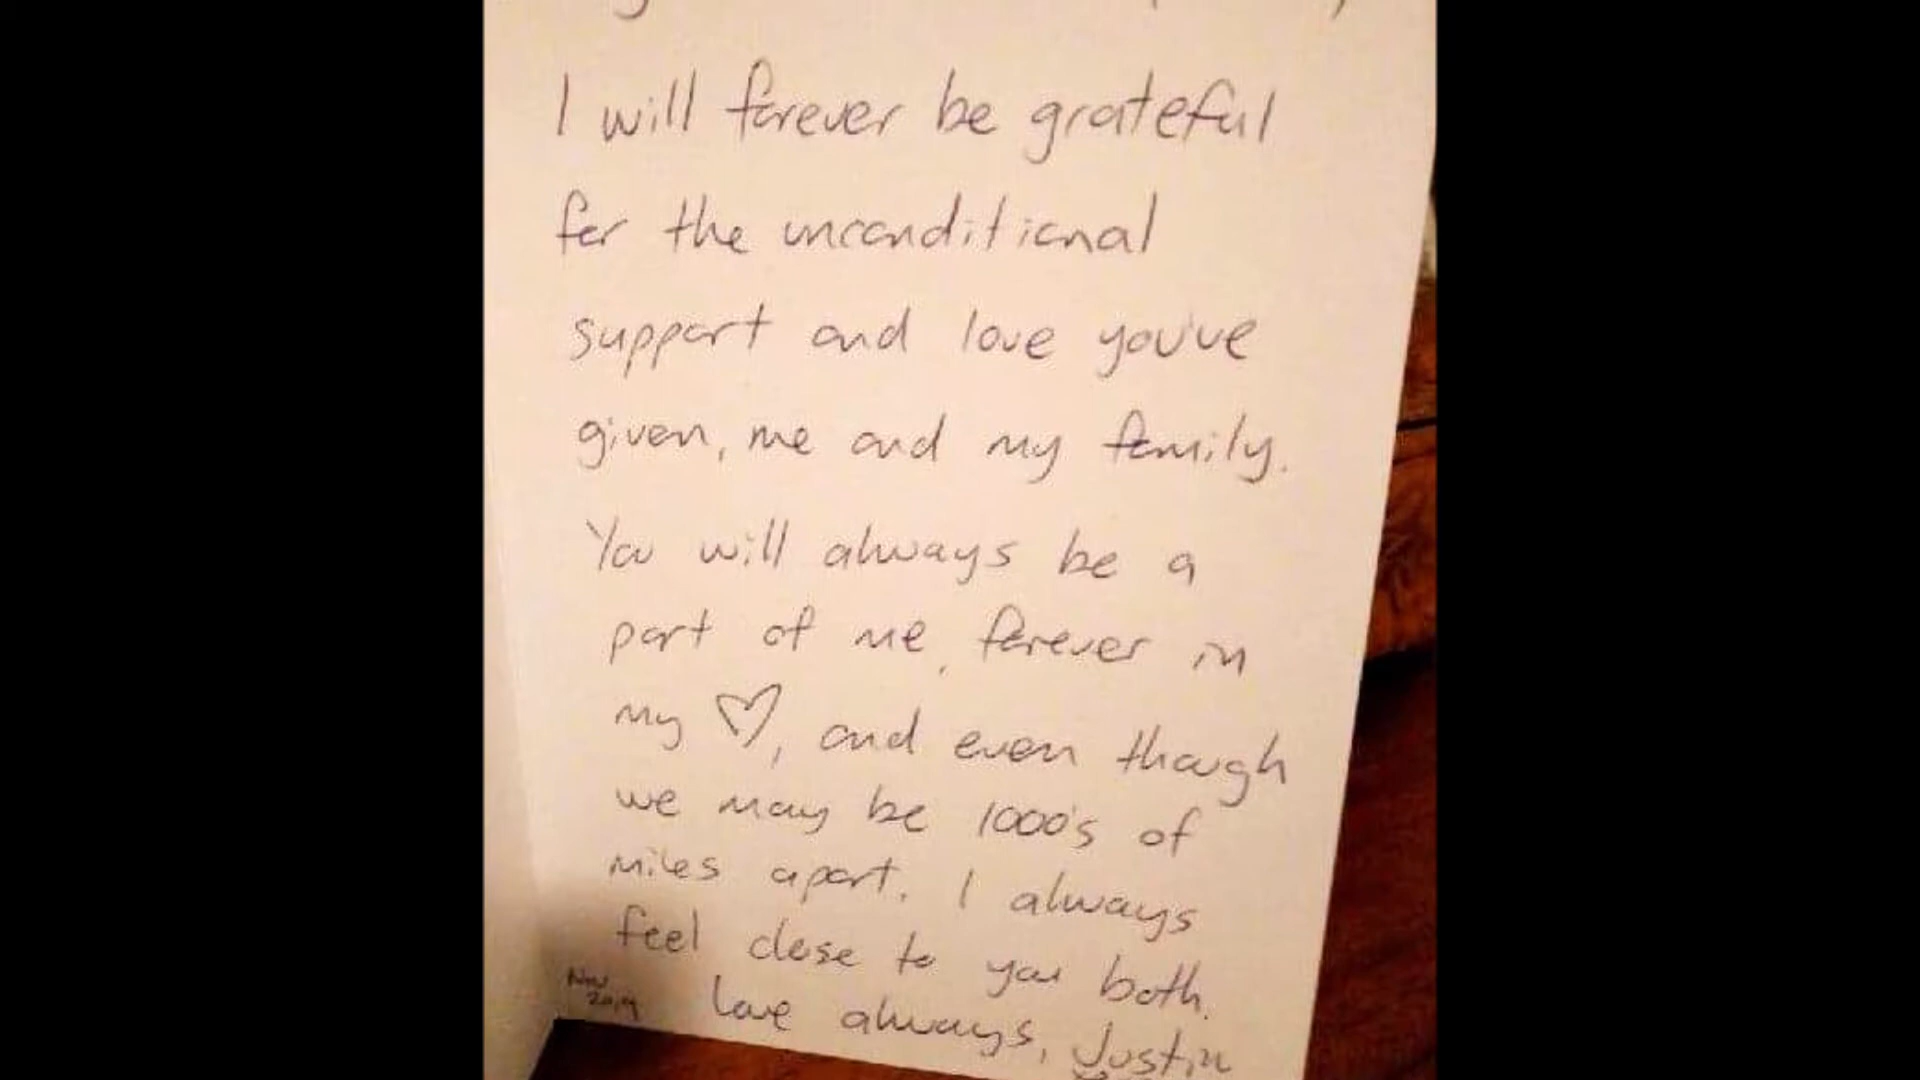 I will forever be grateful
for the unconditional
support and love you've
given, me and my family.
You will always be a
part of me, forever in
my ♡, and even though
we may be 1000's of
miles apart. I always
feel close to you both.
Nov
2019
Love always, Justin